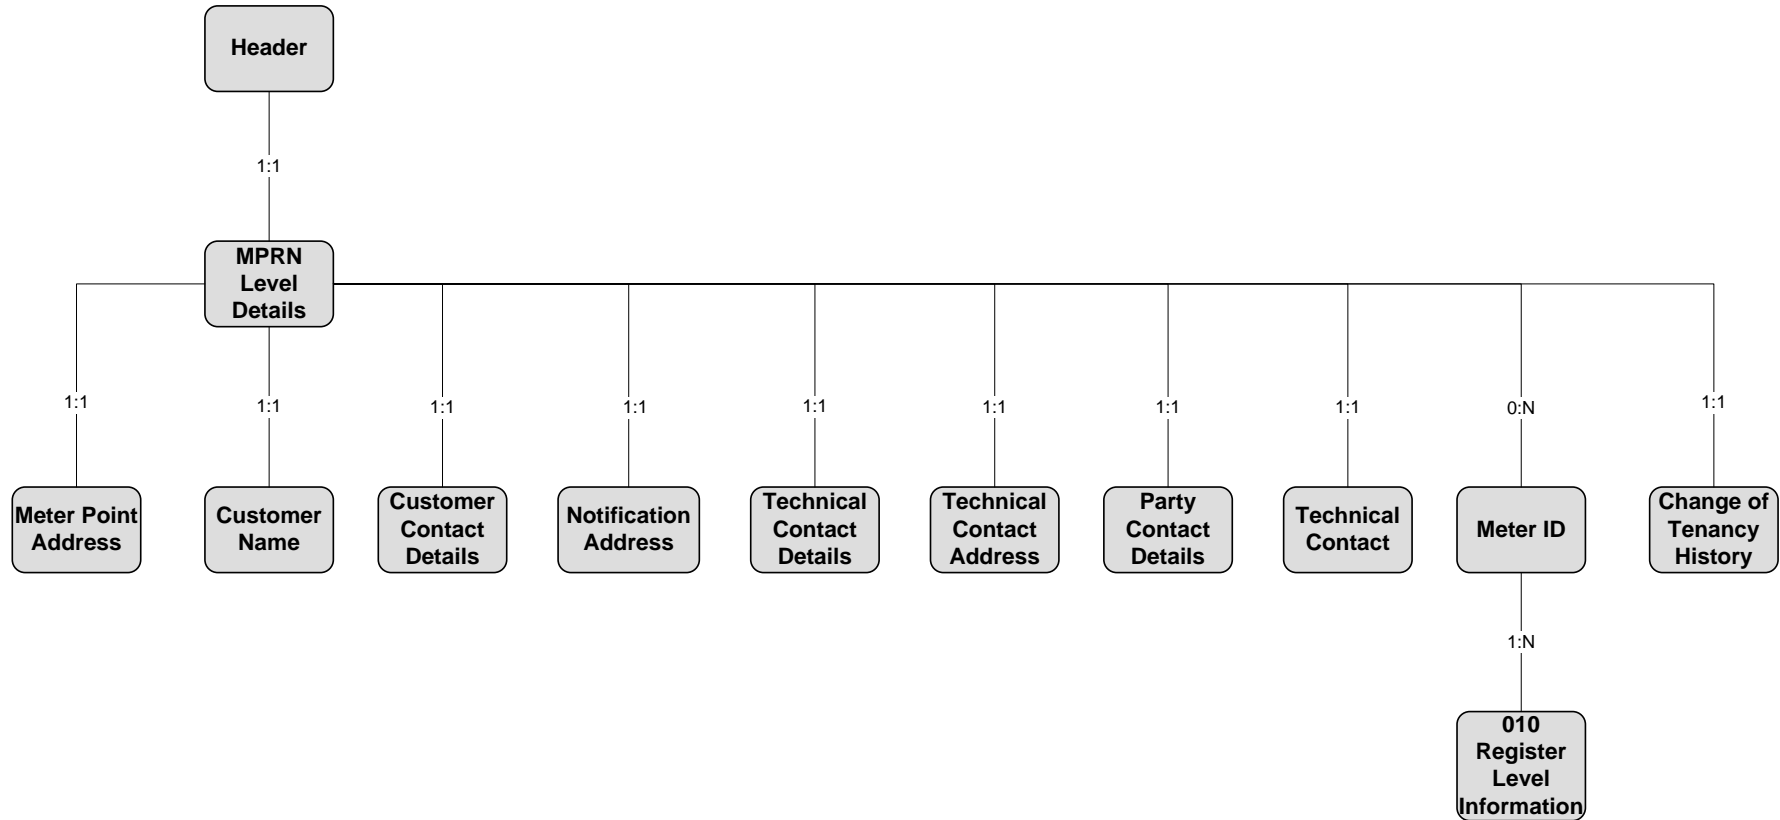 Header
1:1
MPRN
Level
Details
1:1
1:1
1:1
1:1
1:1
1:1
1:1
1:1
0:N
1:1
Meter Point
Address
Customer
Name
Customer
Contact
Details
Notification
Address
Technical
Contact
Details
Technical
Contact
Address
Party
Contact
Details
Technical
Contact
Meter ID
Change of
Tenancy
History
1:N
010
Register
Level
Information